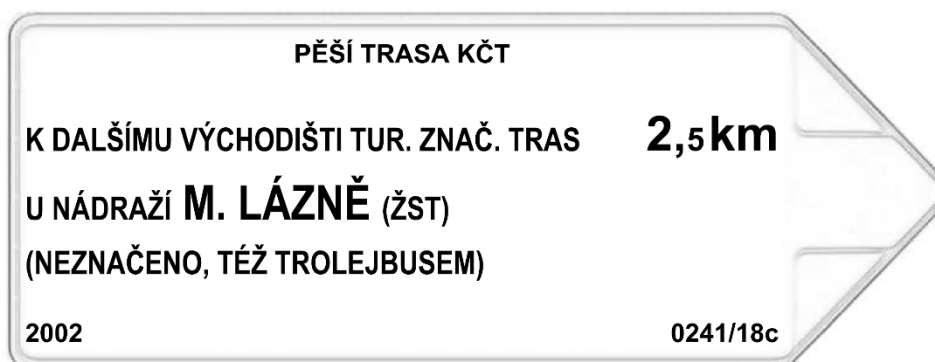 PĚŠÍ TRASA KČT
K DALŠÍMU VÝCHODIŠTI TUR. ZNAČ. TRAS 2,5 km
U NÁDRAŽÍ M. LÁZNĚ (ŽST)
(NEZNAČENO, TÉŽ TROLEJBUSEM)
2002 0241/18c